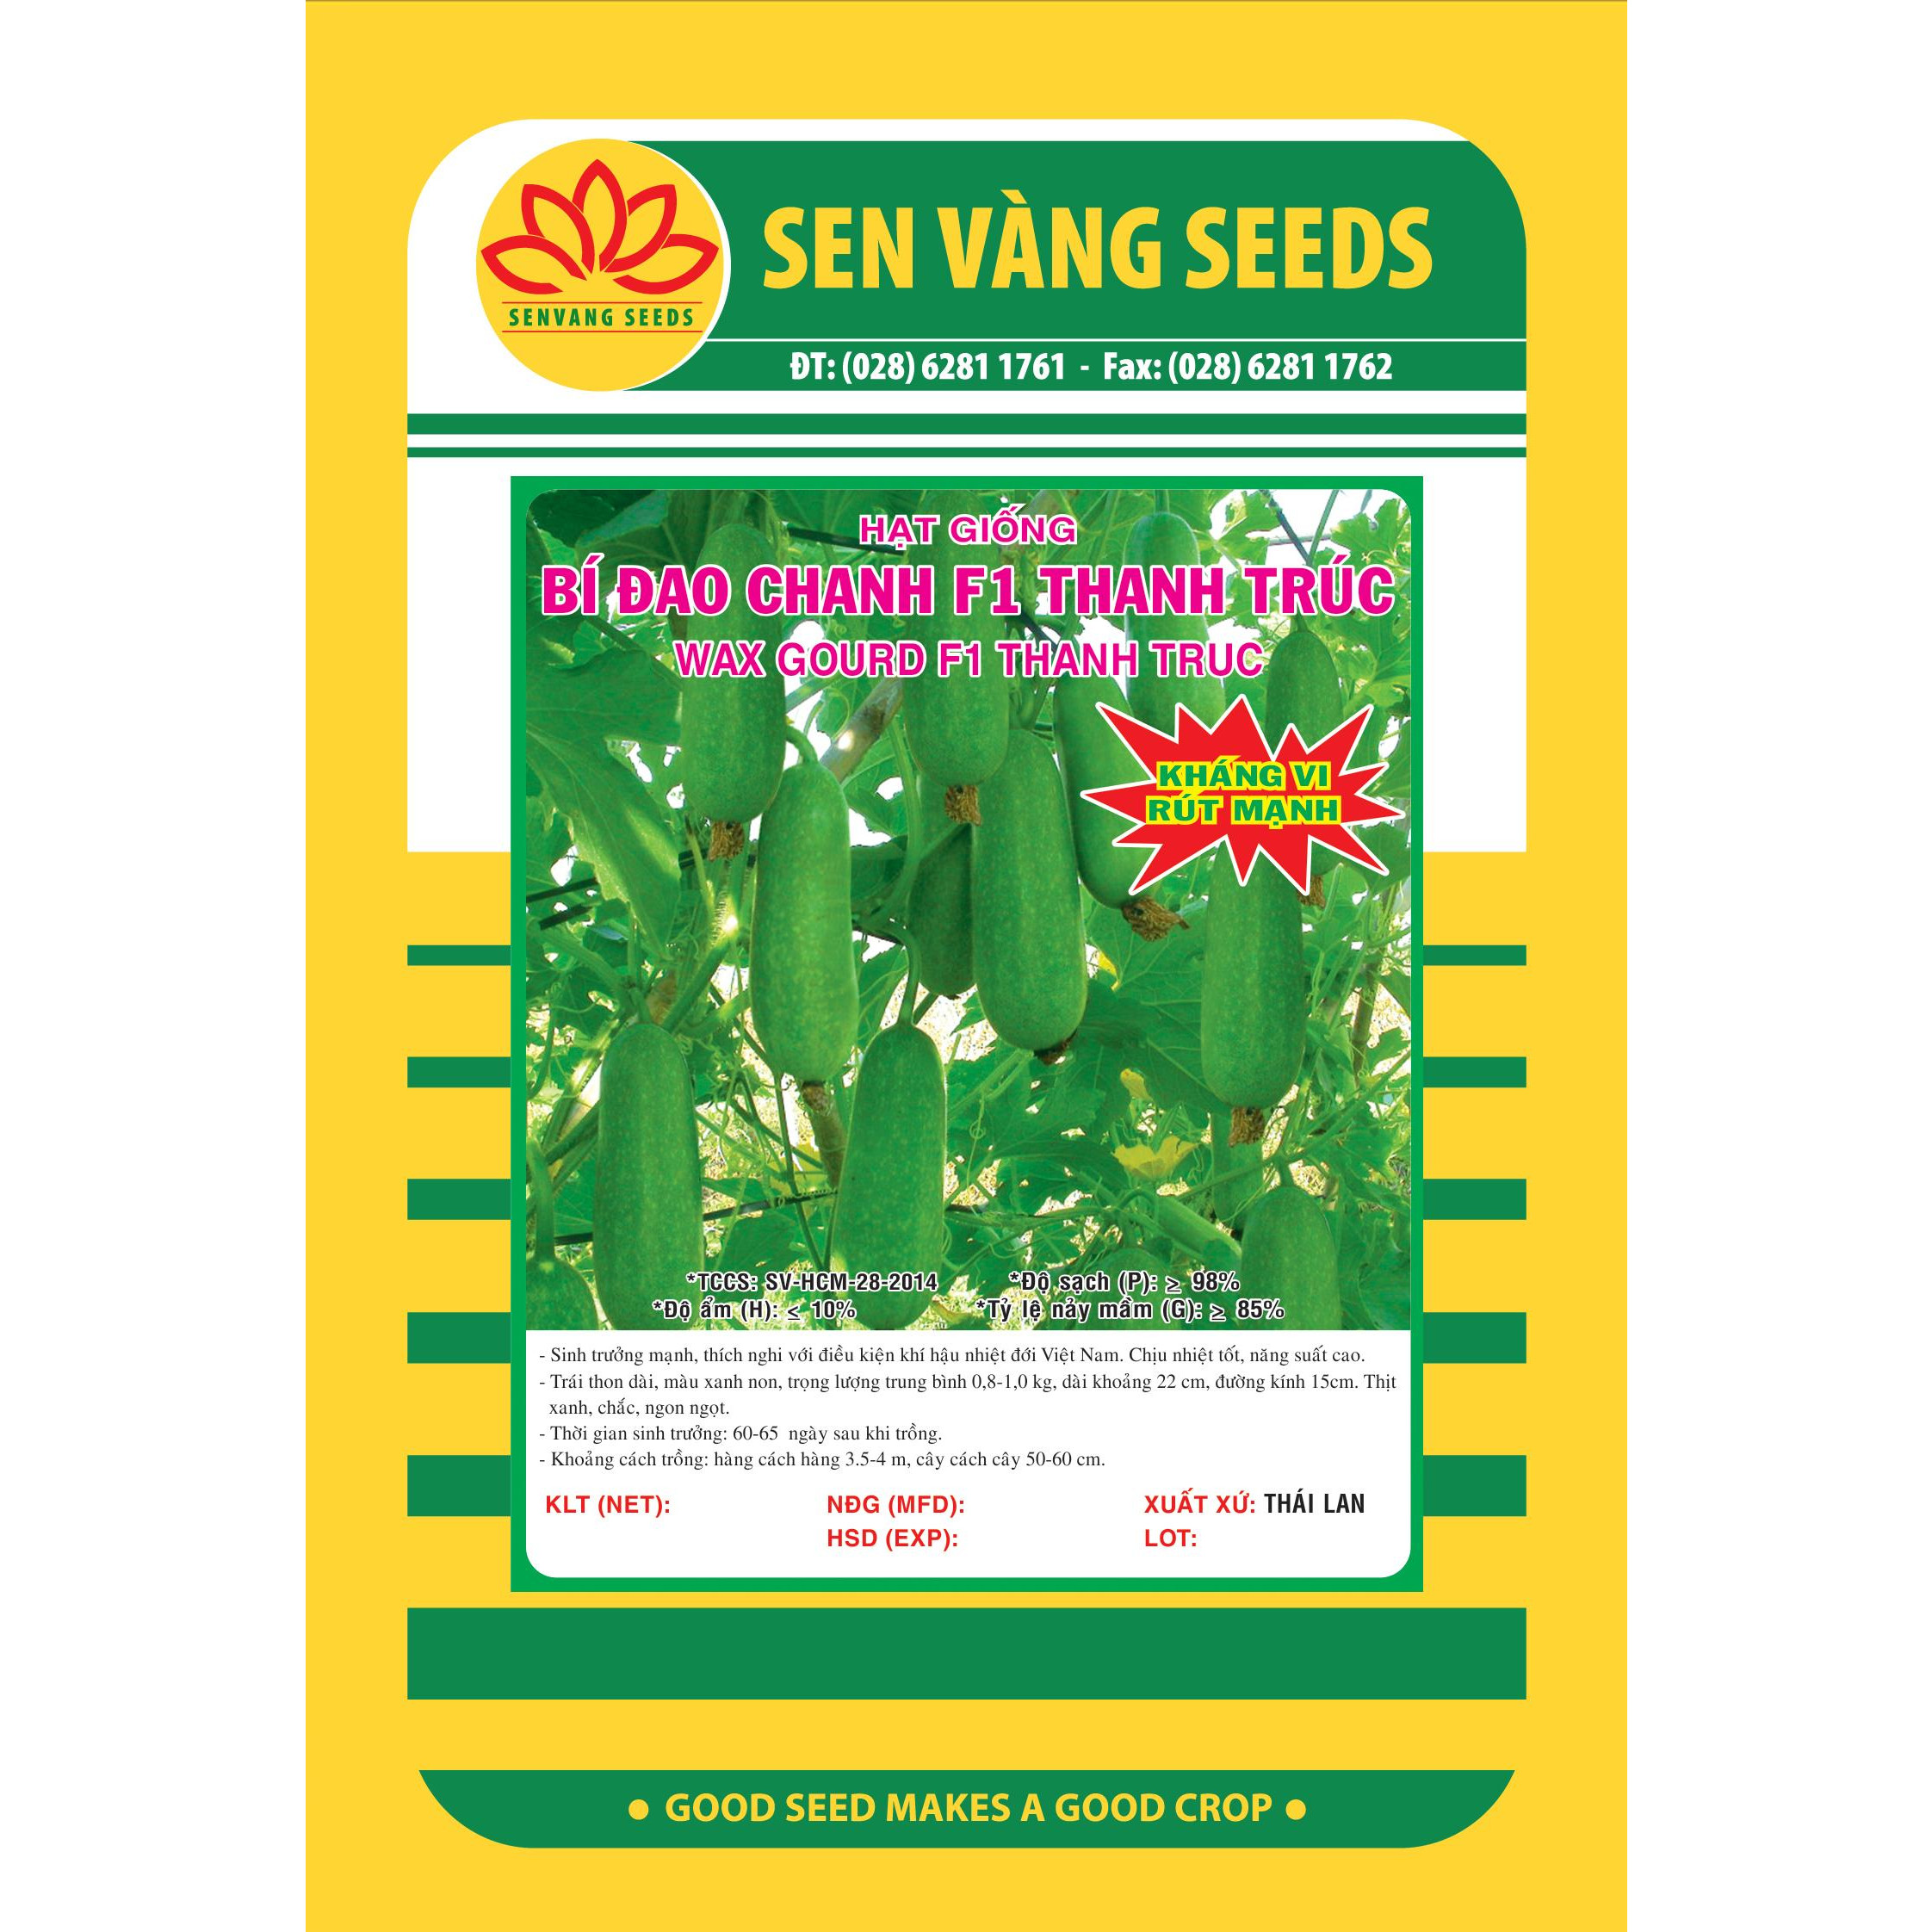 SENVANG SEEDS
SEN VÀNG SEEDS
ĐT: (028) 6281 1761 - Fax: (028) 6281 1762
HẠT GIỐNG
BÍ ĐAO CHANH F1 THANH TRÚC
WAX GOURD F1 THANH TRUC
KHÁNG VI
RÚT MẠNH
*TCCS: SV-HCM-28-2014 *Độ sạch (P): ≥ 98%
*Độ ẩm (H): ≤ 10% *Tỷ lệ nảy mầm (G): ≥ 85%
- Sinh trưởng mạnh, thích nghi với điều kiện khí hậu nhiệt đới Việt Nam. Chịu nhiệt tốt, năng suất cao.
- Trái thon dài, màu xanh non, trọng lượng trung bình 0,8-1,0 kg, dài khoảng 22 cm, đường kính 15cm. Thịt
xanh, chắc, ngon ngọt.
- Thời gian sinh trưởng: 60-65 ngày sau khi trồng.
- Khoảng cách trồng: hàng cách hàng 3.5-4 m, cây cách cây 50-60 cm.
KLT (NET): NĐG (MFD): XUẤT XỨ: THÁI LAN
HSD (EXP): LOT:
• GOOD SEED MAKES A GOOD CROP •